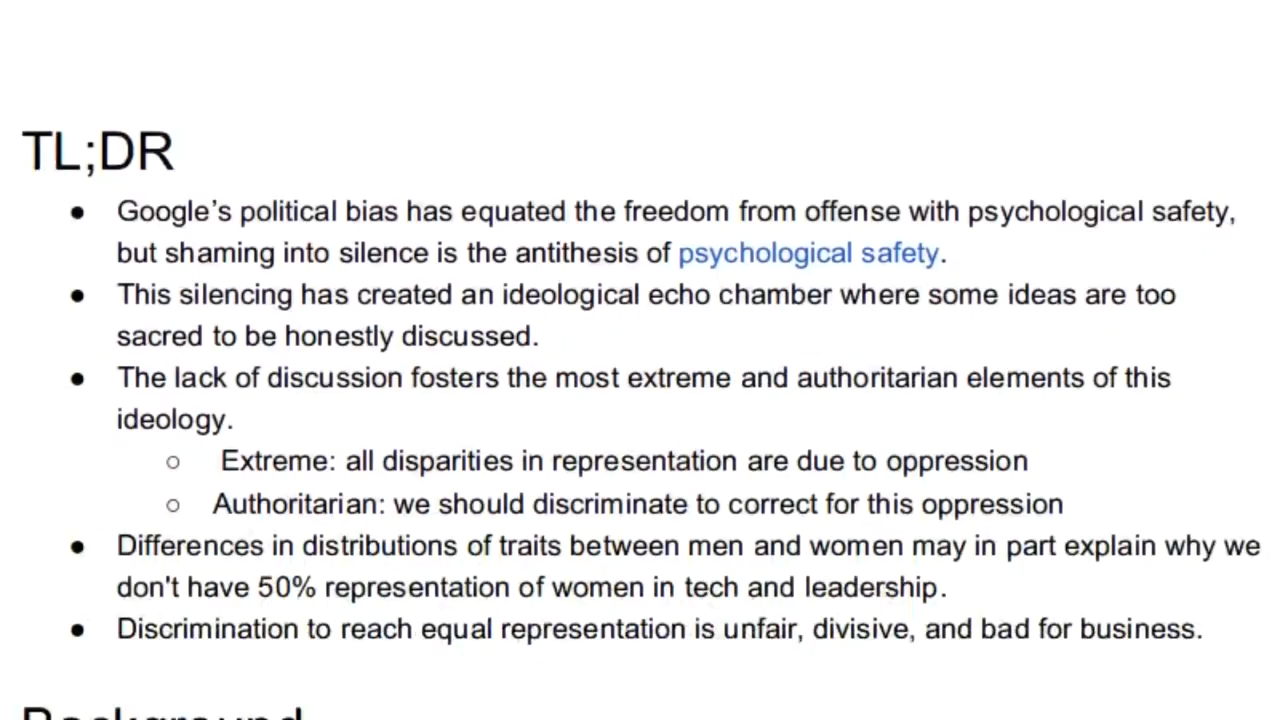 TL;DR
● Google’s political bias has equated the freedom from offense with psychological safety,
but shaming into silence is the antithesis of psychological safety.
● This silencing has created an ideological echo chamber where some ideas are too
sacred to be honestly discussed.
● The lack of discussion fosters the most extreme and authoritarian elements of this
ideology.
○ Extreme: all disparities in representation are due to oppression
○ Authoritarian: we should discriminate to correct for this oppression
● Differences in distributions of traits between men and women may in part explain why we
don't have 50% representation of women in tech and leadership.
● Discrimination to reach equal representation is unfair, divisive, and bad for business.
Background